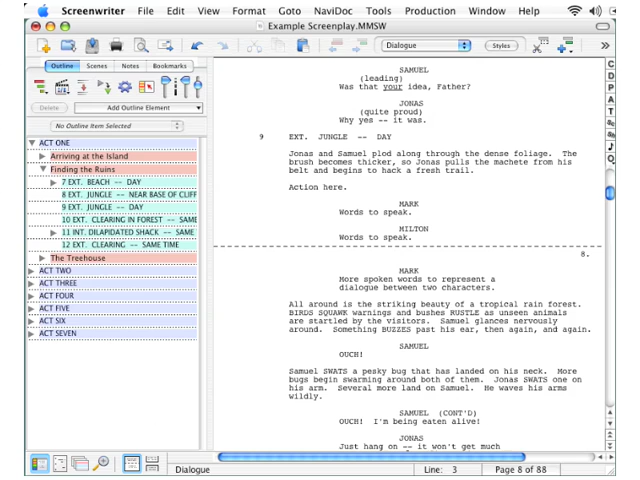 Screenwriter File Edit View Format Goto NaviDoc Tools Production Window Help
Example Screenplay.MMSW
Dialogue Styles
Outline Scenes Notes Bookmarks
Delete Add Outline Element
No Outline Item Selected
ACT ONE
Arriving at the Island
Finding the Ruins
7 EXT. BEACH -- DAY
8 EXT. JUNGLE -- NEAR BASE OF CLIFF
9 EXT. JUNGLE -- DAY
10 EXT. CLEARING IN FOREST -- SAME
11 INT. DILAPIDATED SHACK -- SAME
12 EXT. CLEARING -- SAME TIME
The Treehouse
ACT TWO
ACT THREE
ACT FOUR
ACT FIVE
ACT SIX
ACT SEVEN
SAMUEL
(leading)
Was that your idea, Father?
JONAS
(quite proud)
Why yes -- it was.
9 EXT. JUNGLE -- DAY
Jonas and Samuel plod along through the dense foliage. The
brush becomes thicker, so Jonas pulls the machete from his
belt and begins to hack a fresh trail.
Action here.
MARK
Words to speak.
MILTON
Words to speak.
8.
MARK
More spoken words to represent a
dialogue between two characters.
All around is the striking beauty of a tropical rain forest.
BIRDS SQUAWK warnings and bushes RUSTLE as unseen animals
are startled by the visitors. Samuel glances nervously
around. Something BUZZES past his ear, then again, and again.
SAMUEL
OUCH!
Samuel SWATS a pesky bug that has landed on his neck. More
bugs begin swarming around both of them. Jonas SWATS one on
his arm. Several more land on Samuel. He waves his arms
wildly.
SAMUEL (CONT'D)
OUCH! I'm being eaten alive!
JONAS
Just hang on -- it won't get much
C
D
P
A
T
Dialogue Line: 3 Page 8 of 88